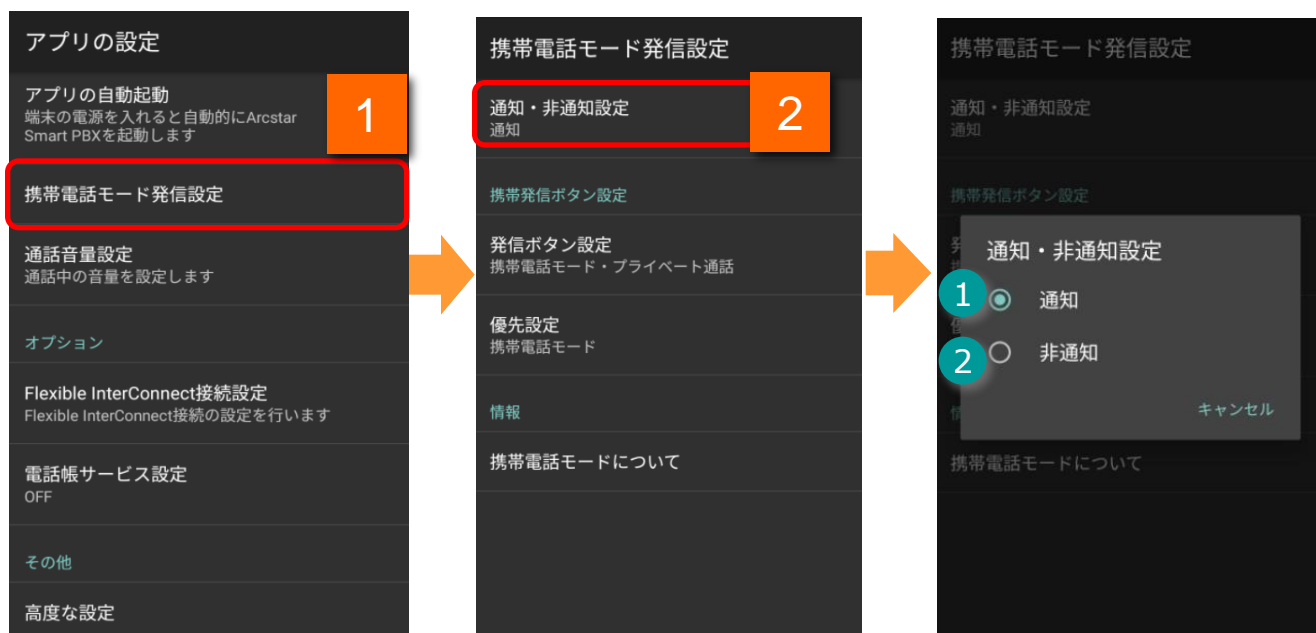 アプリの設定
アプリの自動起動
端末の電源を入れると自動的にArcstar
Smart PBXを起動します
1
携帯電話モード発信設定
通話音量設定
通話中の音量を設定します
オプション
Flexible InterConnect接続設定
Flexible InterConnect接続の設定を行います
電話帳サービス設定
OFF
その他
高度な設定
携帯電話モード発信設定
通知・非通知設定
通知
2
携帯発信ボタン設定
発信ボタン設定
携帯電話モード・プライベート通話
優先設定
携帯電話モード
情報
携帯電話モードについて
携帯電話モード発信設定
通知・非通知設定
通知
携帯発信ボタン設定
通知・非通知設定
1 通知
2 非通知
キャンセル
携帯電話モードについて